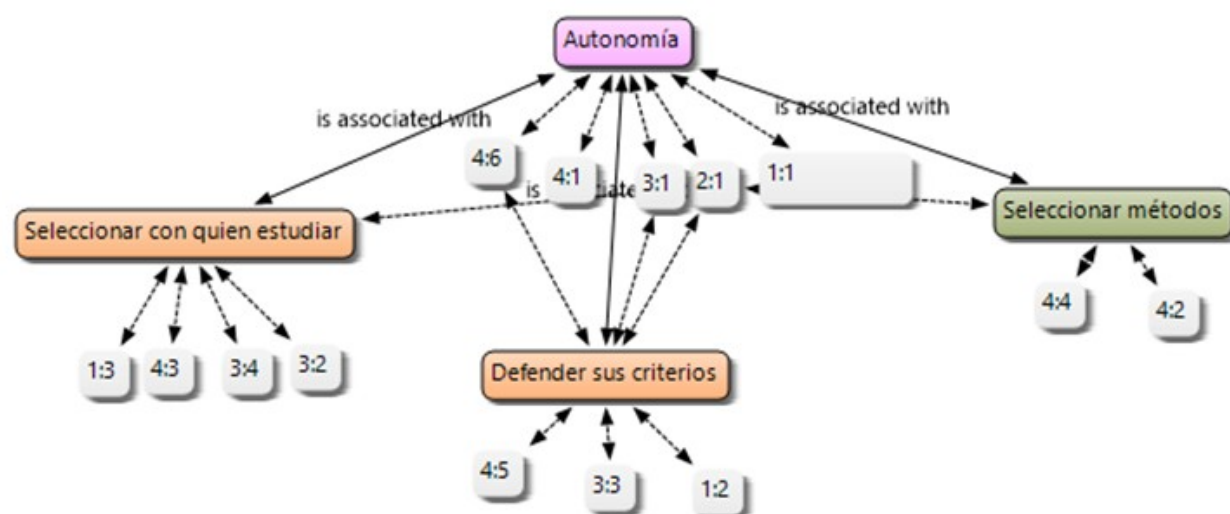 Autonomía
is associated with
is associated with
4:6
4:1
3:1
2:1
1:1
is
Seleccionar con quien estudiar
Seleccionar métodos
4:4
4:2
1:3
4:3
3:4
3:2
Defender sus criterios
4:5
3:3
1:2